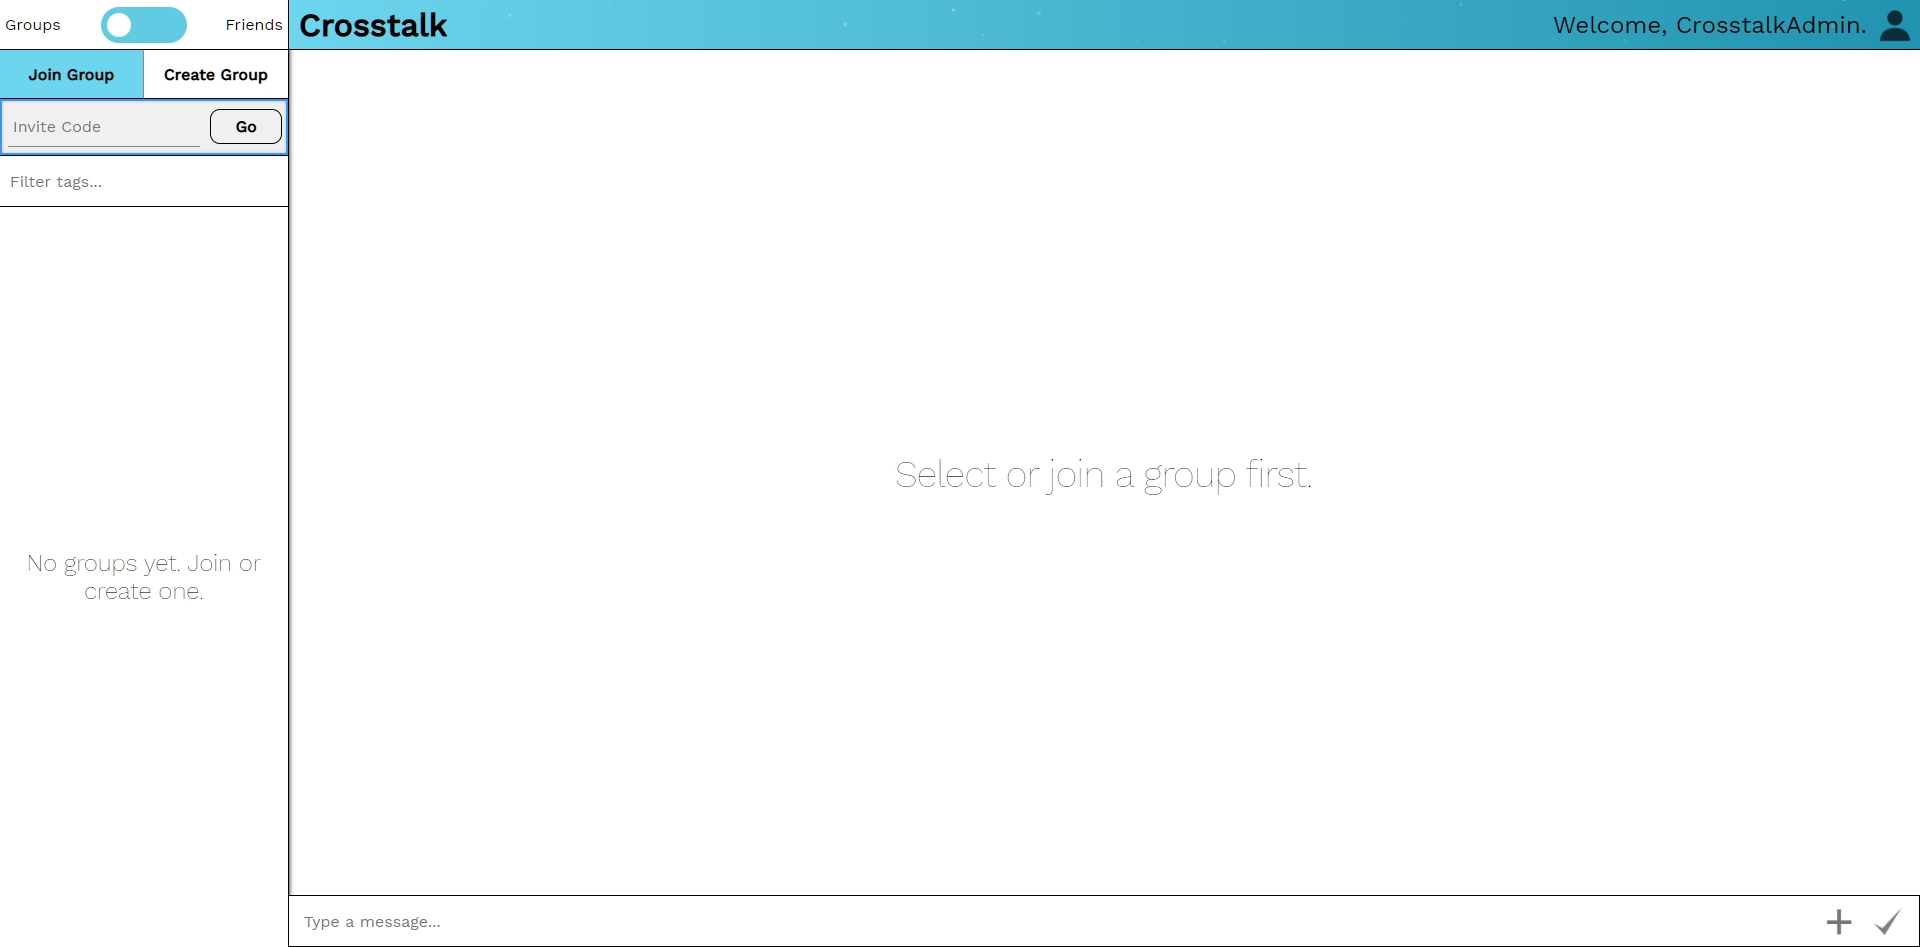 Groups Friends
Crosstalk
Welcome, CrosstalkAdmin.
Join Group Create Group
Invite Code Go
Filter tags...
No groups yet. Join or
create one.
Select or join a group first.
Type a message...